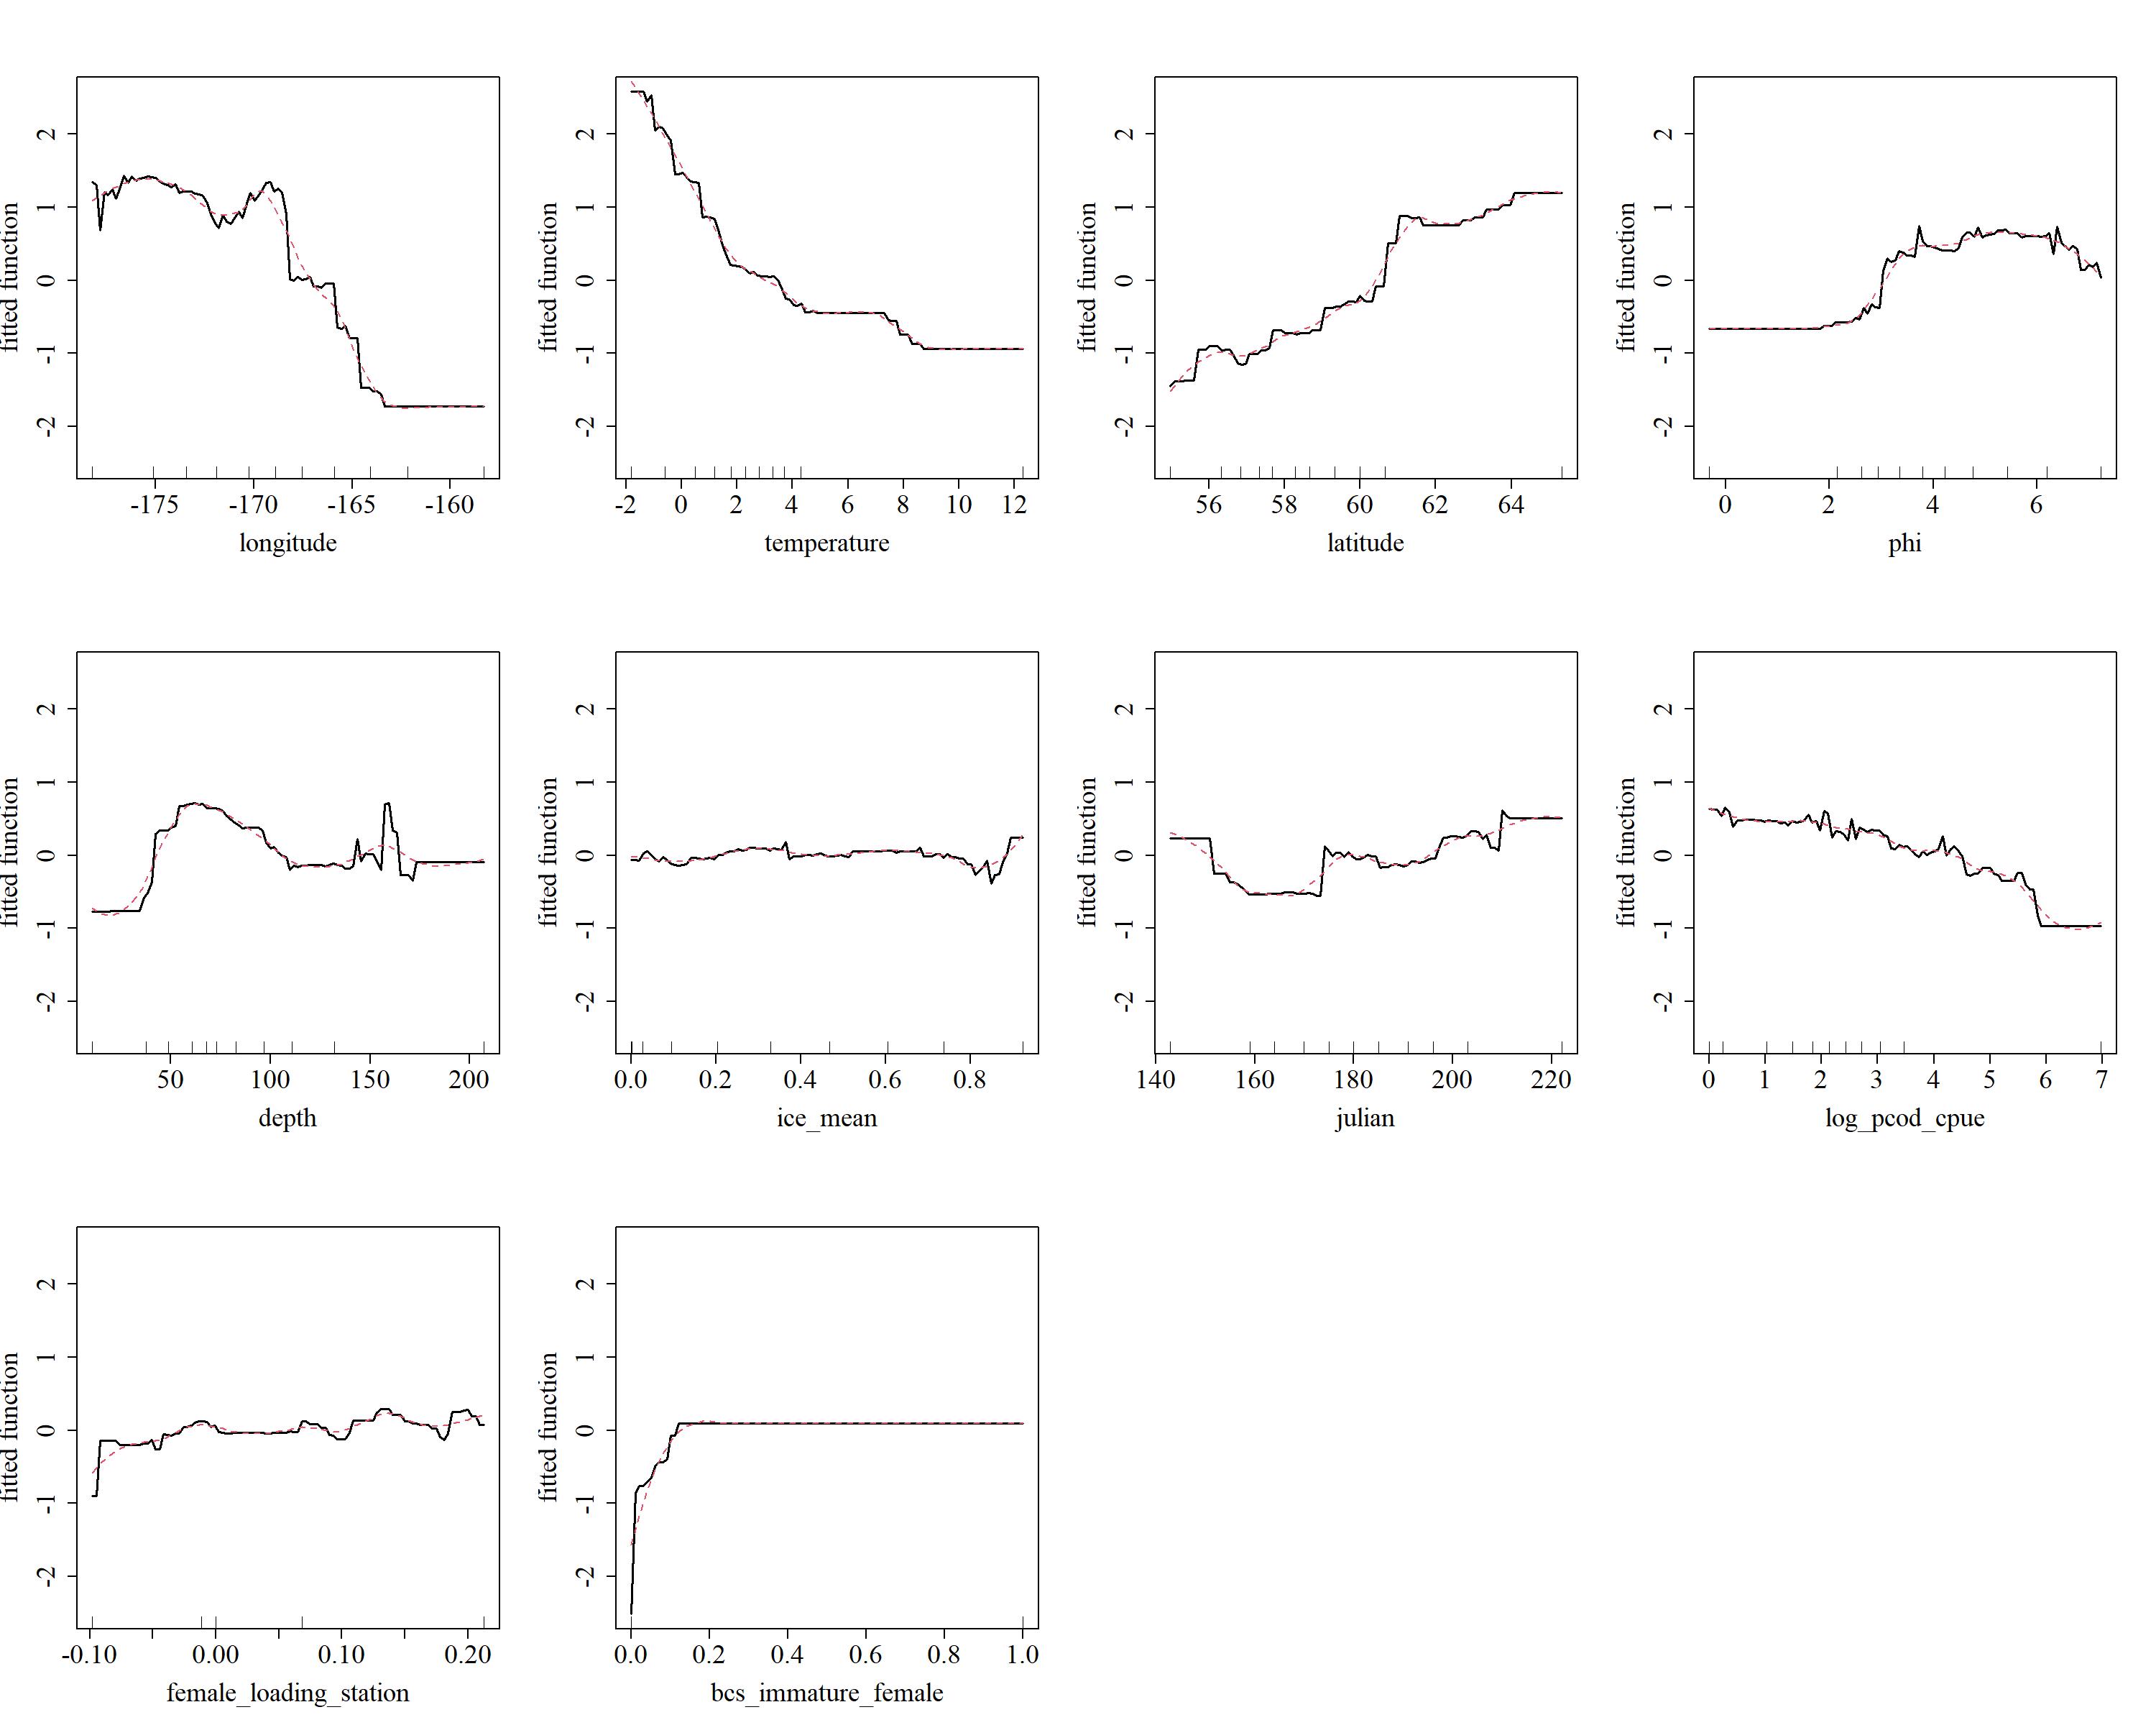 fitted function
2
1
0
-1
-2
-175 -170 -165 -160
longitude
fitted function
2
1
0
-1
-2
-2 0 2 4 6 8 10 12
temperature
fitted function
2
1
0
-1
-2
56 58 60 62 64
latitude
fitted function
2
1
0
-1
-2
0 2 4 6
phi
fitted function
2
1
0
-1
-2
50 100 150 200
depth
fitted function
2
1
0
-1
-2
0.0 0.2 0.4 0.6 0.8
ice_mean
fitted function
2
1
0
-1
-2
140 160 180 200 220
julian
fitted function
2
1
0
-1
-2
0 1 2 3 4 5 6 7
log_pcod_cpue
fitted function
2
1
0
-1
-2
-0.10 0.00 0.10 0.20
female_loading_station
fitted function
2
1
0
-1
-2
0.0 0.2 0.4 0.6 0.8 1.0
bcs_immature_female